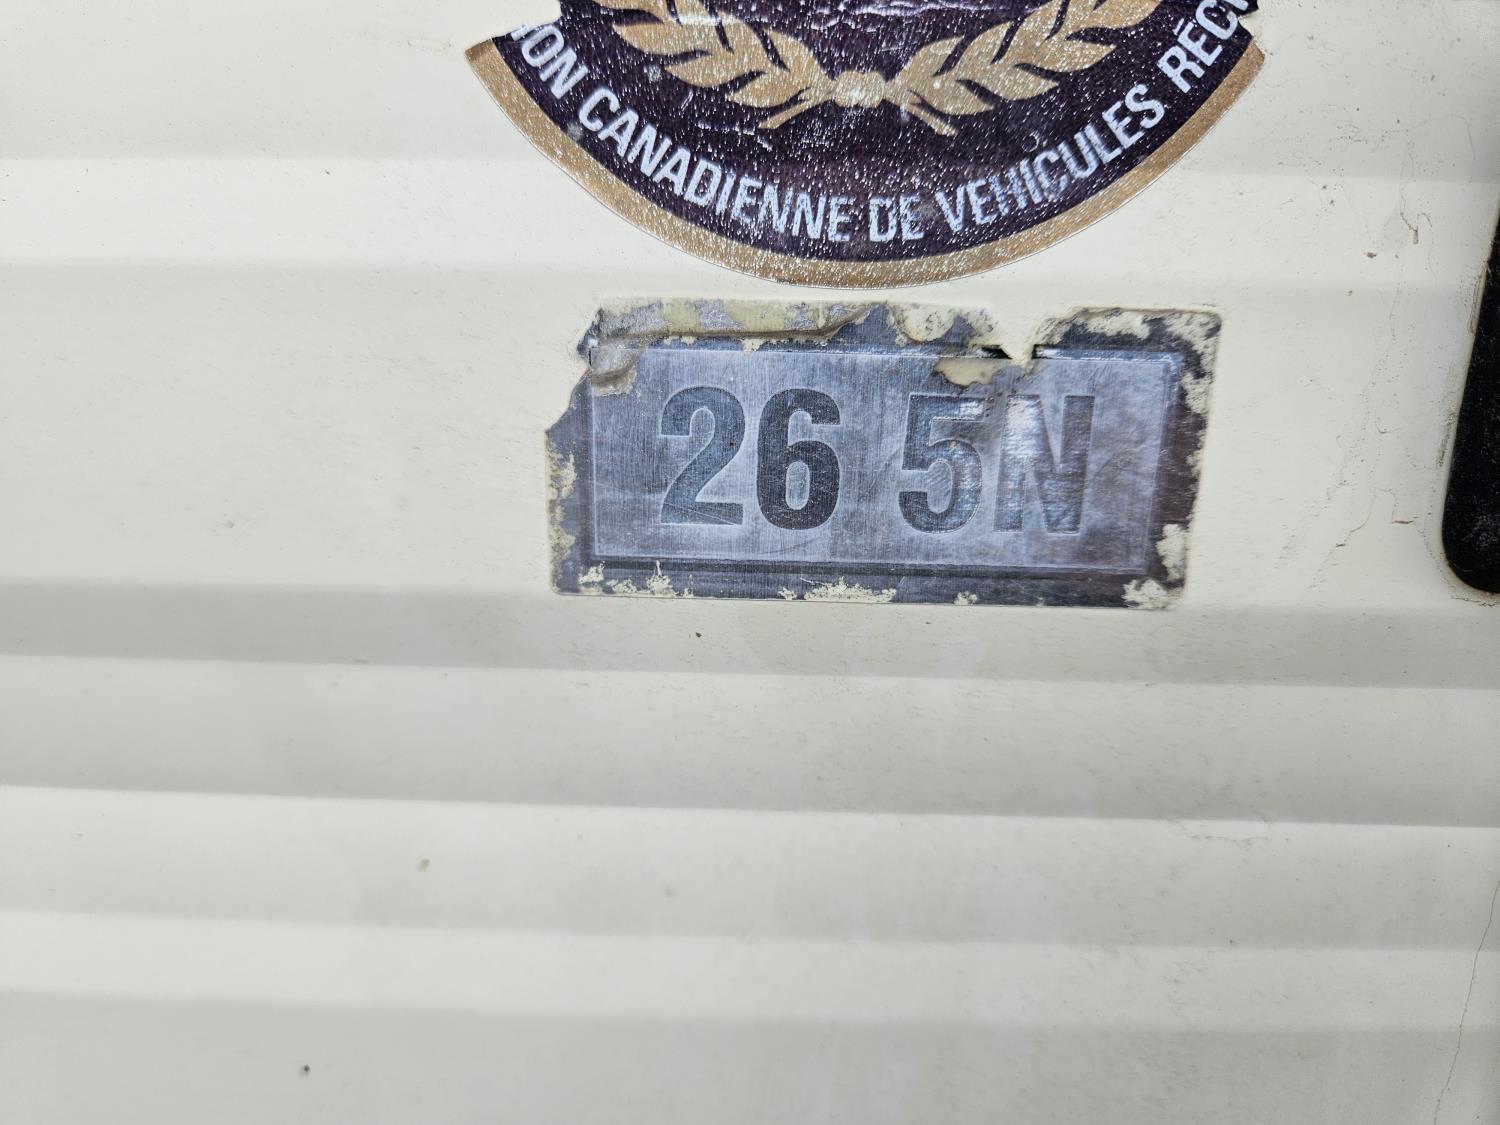 CANADIENNE DE VEHICULES
26 5N